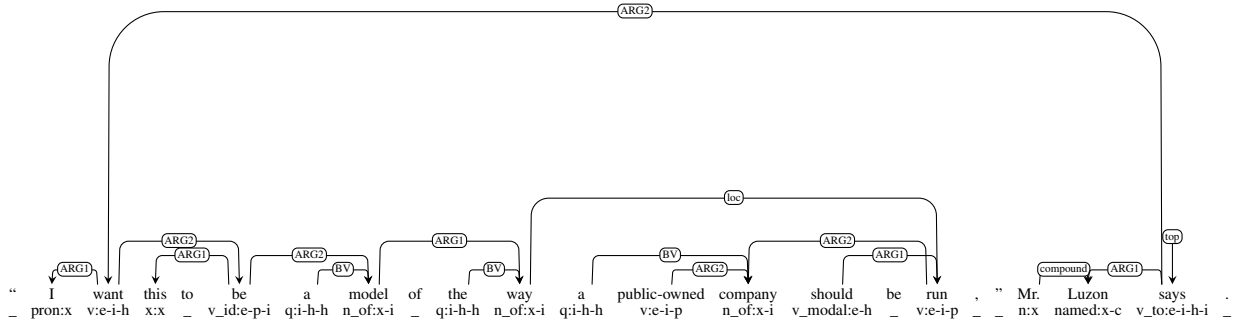 ARG2
loc
top
ARG2 ARG2 ARG1 BV ARG2
ARG1 ARG1 BV BV ARG2 ARG1 compound ARG1
“ I want this to be a model of the way a public-owned company should be run , ” Mr. Luzon says .
_ pron:x v:e-i-h x:x _ v_id:e-p-i q:i-h-h n_of:x-i _ q:i-h-h n_of:x-i q:i-h-h v:e-i-p n_of:x-i v_modal:e-h _ v:e-i-p _ _ n:x named:x-c v_to:e-i-h-i _